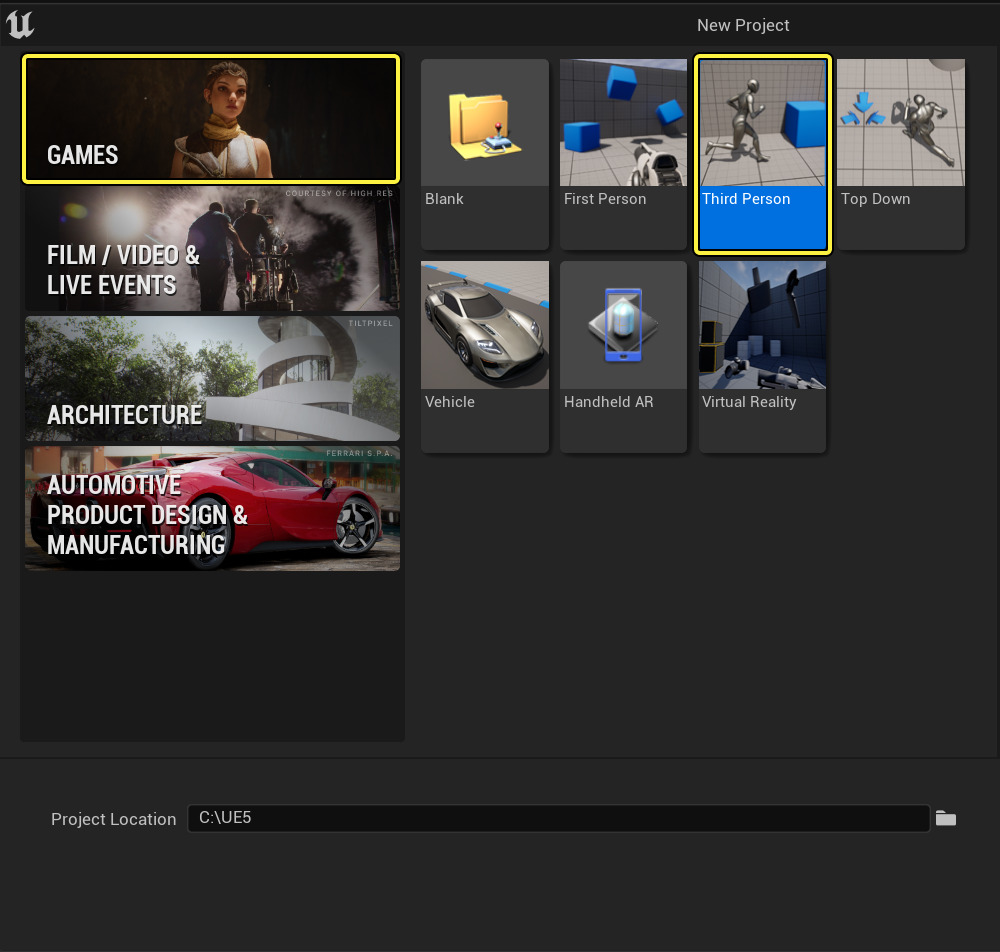 New Project
GAMES
COURTESY OF HIGH RES
FILM / VIDEO &
LIVE EVENTS
TILTPIXEL
ARCHITECTURE
FERRARI S.P.A.
AUTOMOTIVE
PRODUCT DESIGN &
MANUFACTURING
Blank
First Person
Third Person
Top Down
Vehicle
Handheld AR
Virtual Reality
Project Location
C:\UE5